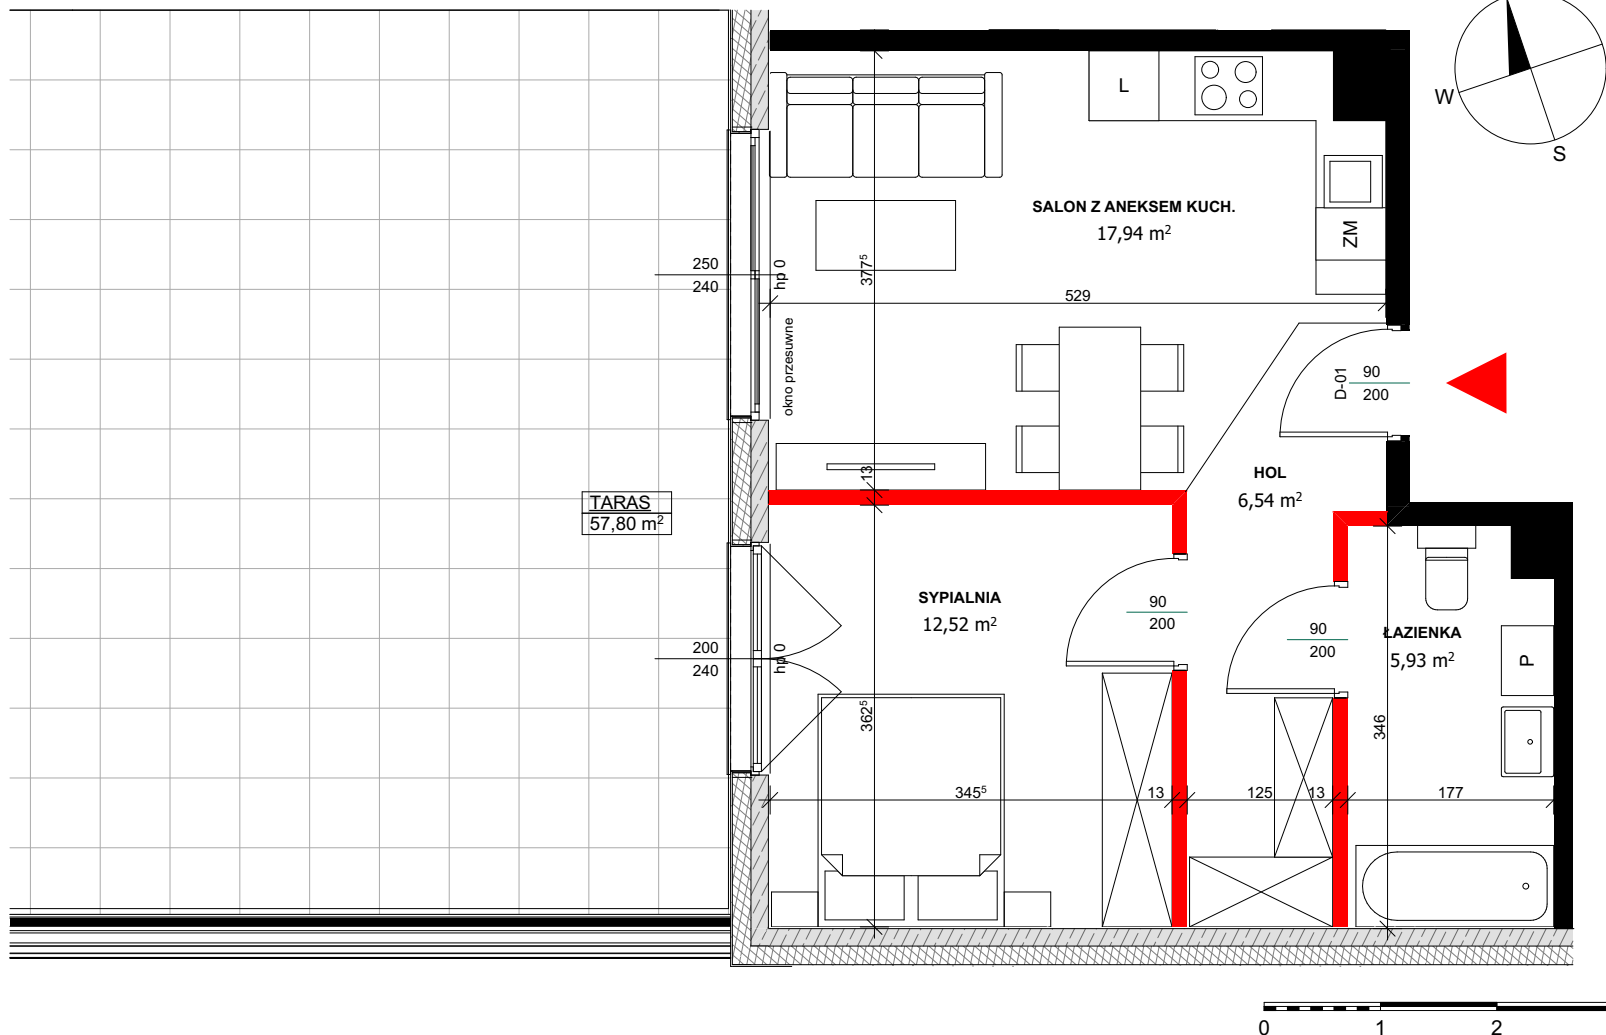 W
S
L
SALON Z ANEKSEM KUCH.
17,94 m²
ZM
250
240
hp 0
377⁵
529
okno przesuwne
D-01
90
200
13
HOL
6,54 m²
TARAS
57,80 m²
SYPIALNIA
12,52 m²
90
200
90
200
ŁAZIENKA
5,93 m²
P
200
240
hp 0
362⁵
346
345⁵
13
125
13
177
0 1 2